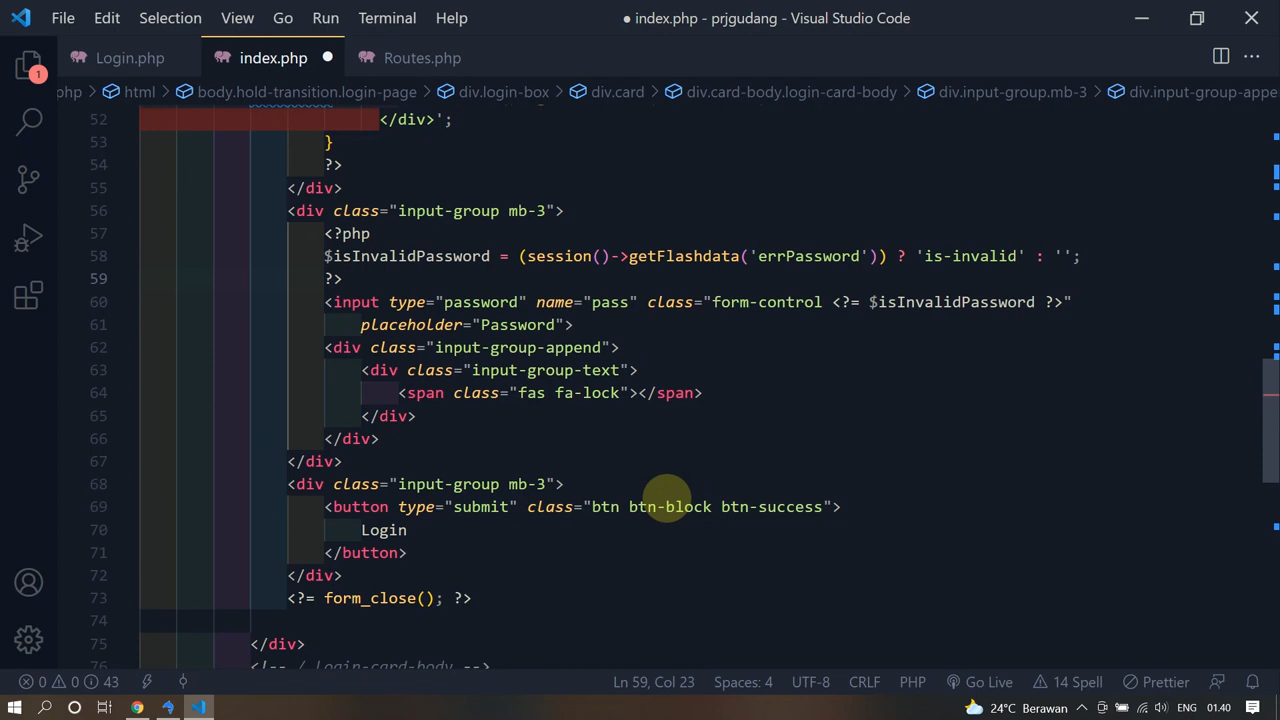 File Edit Selection View Go Run Terminal Help ● index.php - prjgudang - Visual Studio Code
Login.php index.php ● Routes.php
1
php > html > body.hold-transition.login-page > div.login-box > div.card > div.card-body.login-card-body > div.input-group.mb-3 > div.input-group-appe
52 </div>';
53 }
54 ?>
55 </div>
56 <div class="input-group mb-3">
57 <?php
58 $isInvalidPassword = (session()->getFlashdata('errPassword')) ? 'is-invalid' : '';
59 ?>
60 <input type="password" name="pass" class="form-control <?= $isInvalidPassword ?>"
61 placeholder="Password">
62 <div class="input-group-append">
63 <div class="input-group-text">
64 <span class="fas fa-lock"></span>
65 </div>
66 </div>
67 </div>
68 <div class="input-group mb-3">
69 <button type="submit" class="btn btn-block btn-success">
70 Login
71 </button>
72 </div>
73 <?= form_close(); ?>
74
75 </div>
76 <!-- / login-card-body -->
0 0 43 Ln 59, Col 23 Spaces: 4 UTF-8 CRLF PHP Go Live 14 Spell Prettier
24°C Berawan ENG 01.40